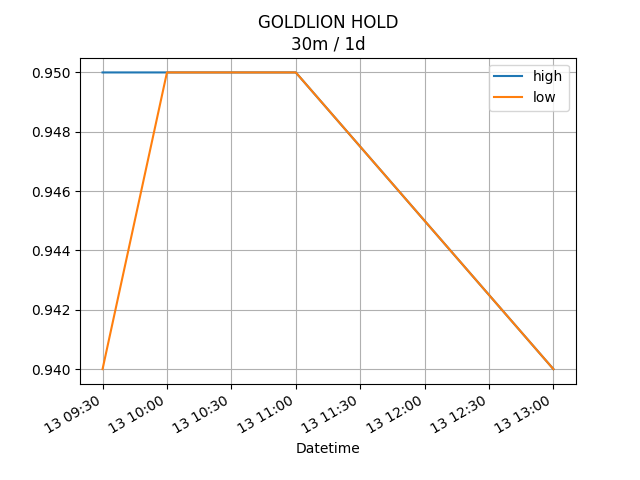 GOLDLION HOLD
30m / 1d
high
low
0.950
0.948
0.946
0.944
0.942
0.940
13 09:30
13 10:00
13 10:30
13 11:00
13 11:30
13 12:00
13 12:30
13 13:00
Datetime